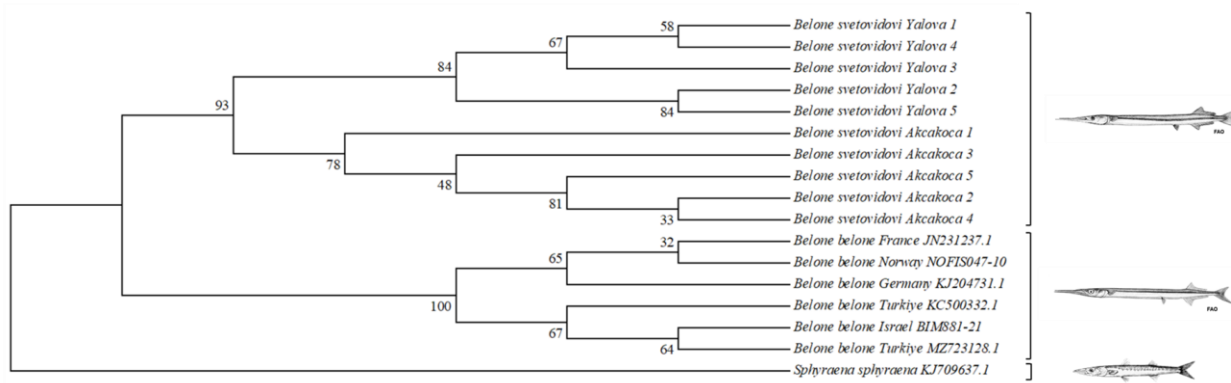 58
Belone svetovidovi Yalova 1
67
Belone svetovidovi Yalova 4
84
Belone svetovidovi Yalova 3
Belone svetovidovi Yalova 2
93
84
Belone svetovidovi Yalova 5
Belone svetovidovi Akcakoca 1
FAO
78
Belone svetovidovi Akcakoca 3
48
Belone svetovidovi Akcakoca 5
81
Belone svetovidovi Akcakoca 2
33
Belone svetovidovi Akcakoca 4
32
Belone belone France JN231237.1
65
Belone belone Norway NOFIS047-10
Belone belone Germany KJ204731.1
100
Belone belone Turkiye KC500332.1
FAO
67
Belone belone Israel BIM881-21
64
Belone belone Turkiye MZ723128.1
Sphyraena sphyraena KJ709637.1